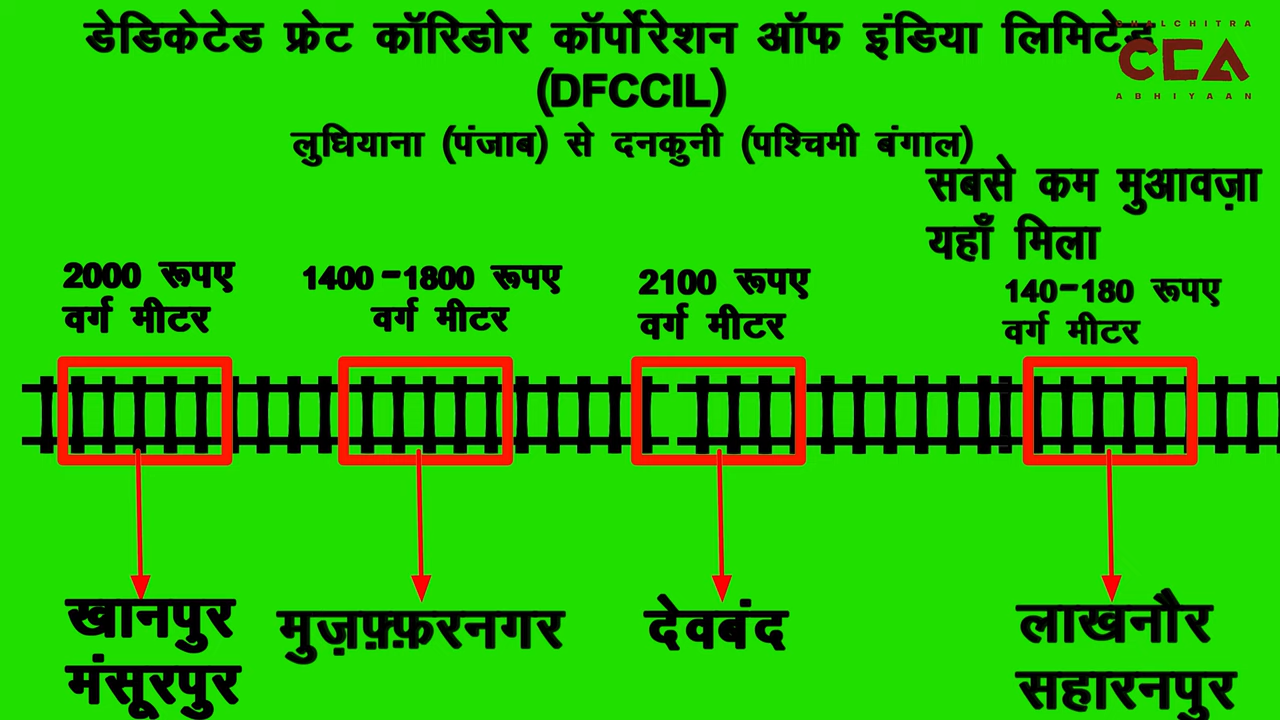 डेडिकेटेड फ्रेट कॉरिडोर कॉर्पोरेशन ऑफ इंडिया लिमिटेड
(DFCCIL)
लुधियाना (पंजाब) से दनकुनी (पश्चिमी बंगाल)
CHALCHITRA
CCA
ABHIYAAN
सबसे कम मुआवज़ा
यहाँ मिला
2000 रूपए
वर्ग मीटर
1400-1800 रूपए
वर्ग मीटर
2100 रूपए
वर्ग मीटर
140-180 रूपए
वर्ग मीटर
खानपुर
मंसूरपुर
मुज़फ़्फ़रनगर
देवबंद
लाखनौर
सहारनपुर